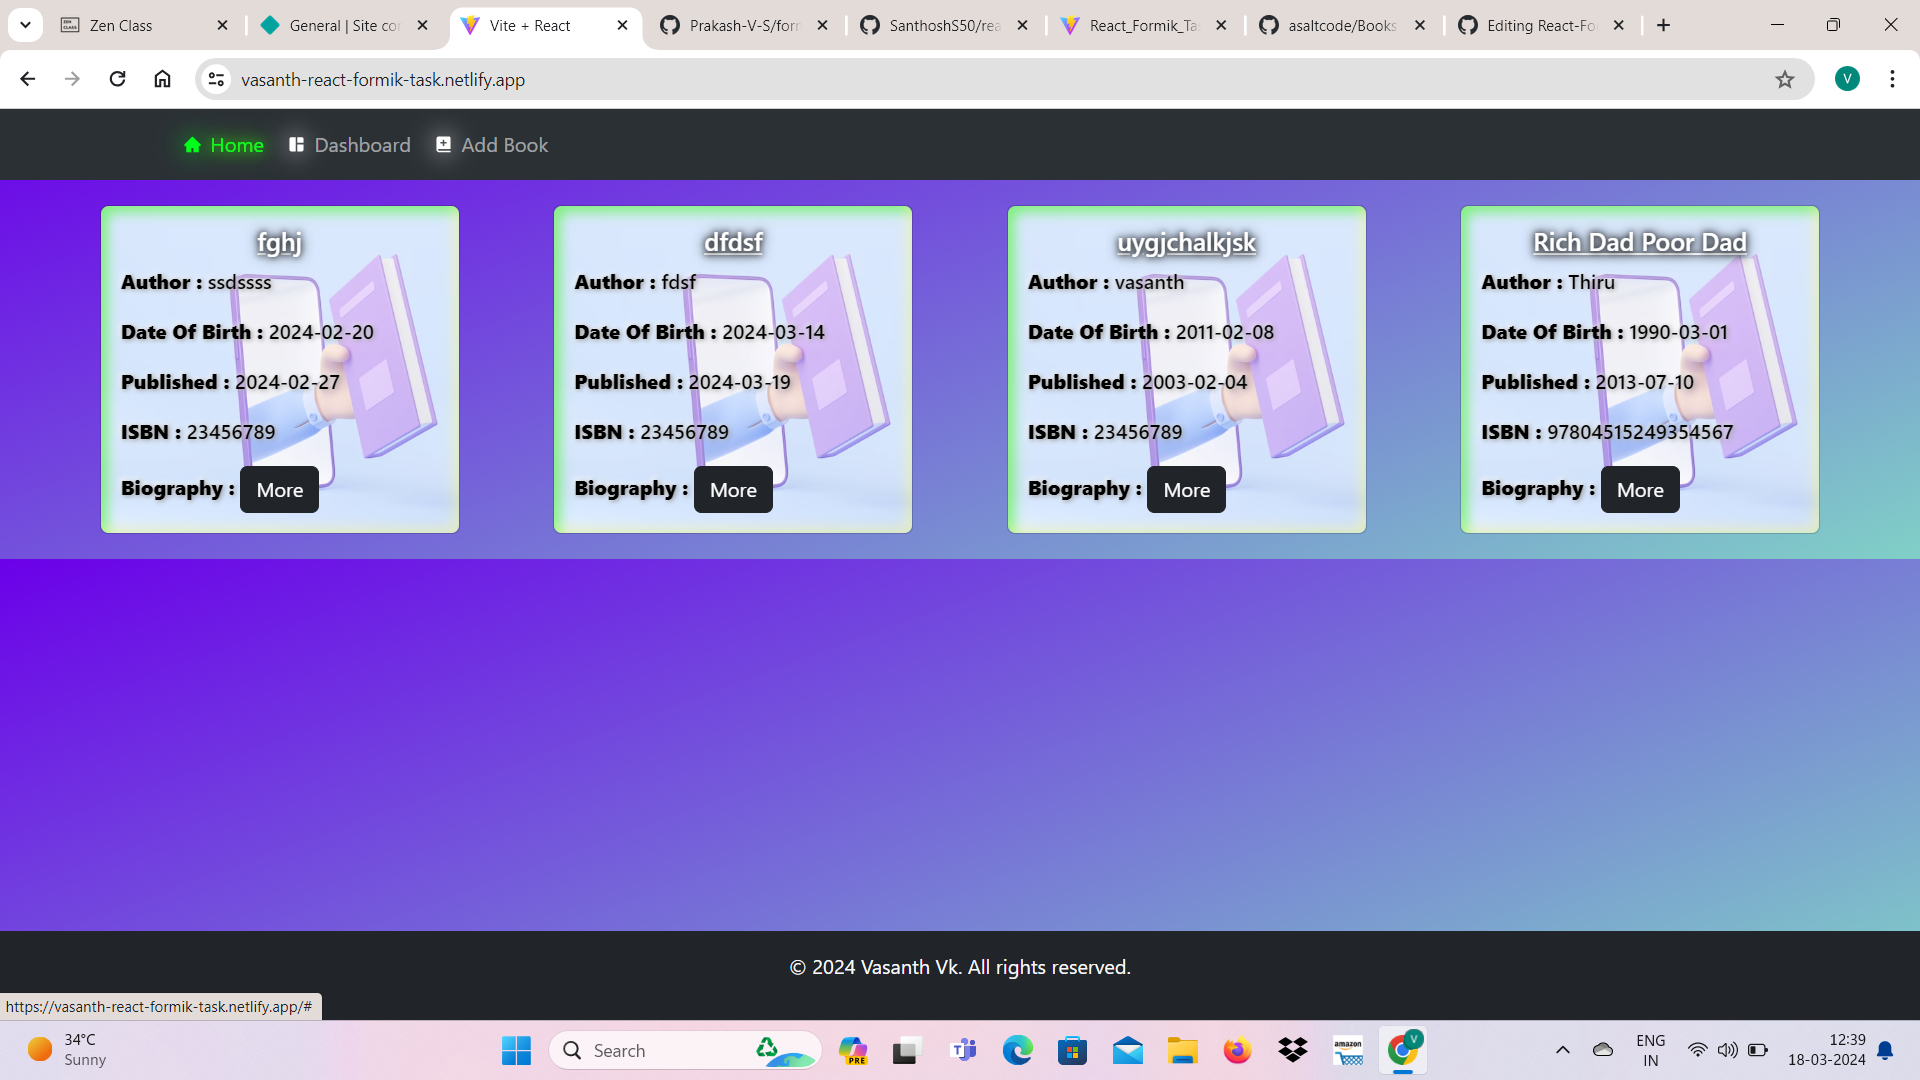 Zen Class
General | Site co
Vite + React
Prakash-V-S/for
SanthoshS50/rea
React_Formik_Ta
asaltcode/Books
Editing React-Fo
vasanth-react-formik-task.netlify.app
V
Home Dashboard Add Book
fghj
Author : ssdssss
Date Of Birth : 2024-02-20
Published : 2024-02-27
ISBN : 23456789
Biography : More
dfdsf
Author : fdsf
Date Of Birth : 2024-03-14
Published : 2024-03-19
ISBN : 23456789
Biography : More
uygjchalkjsk
Author : vasanth
Date Of Birth : 2011-02-08
Published : 2003-02-04
ISBN : 23456789
Biography : More
Rich Dad Poor Dad
Author : Thiru
Date Of Birth : 1990-03-01
Published : 2013-07-10
ISBN : 97804515249354567
Biography : More
© 2024 Vasanth Vk. All rights reserved.
https://vasanth-react-formik-task.netlify.app/#
34°C
Sunny
Search
PRE
amazon
V
ENG
IN
12:39
18-03-2024